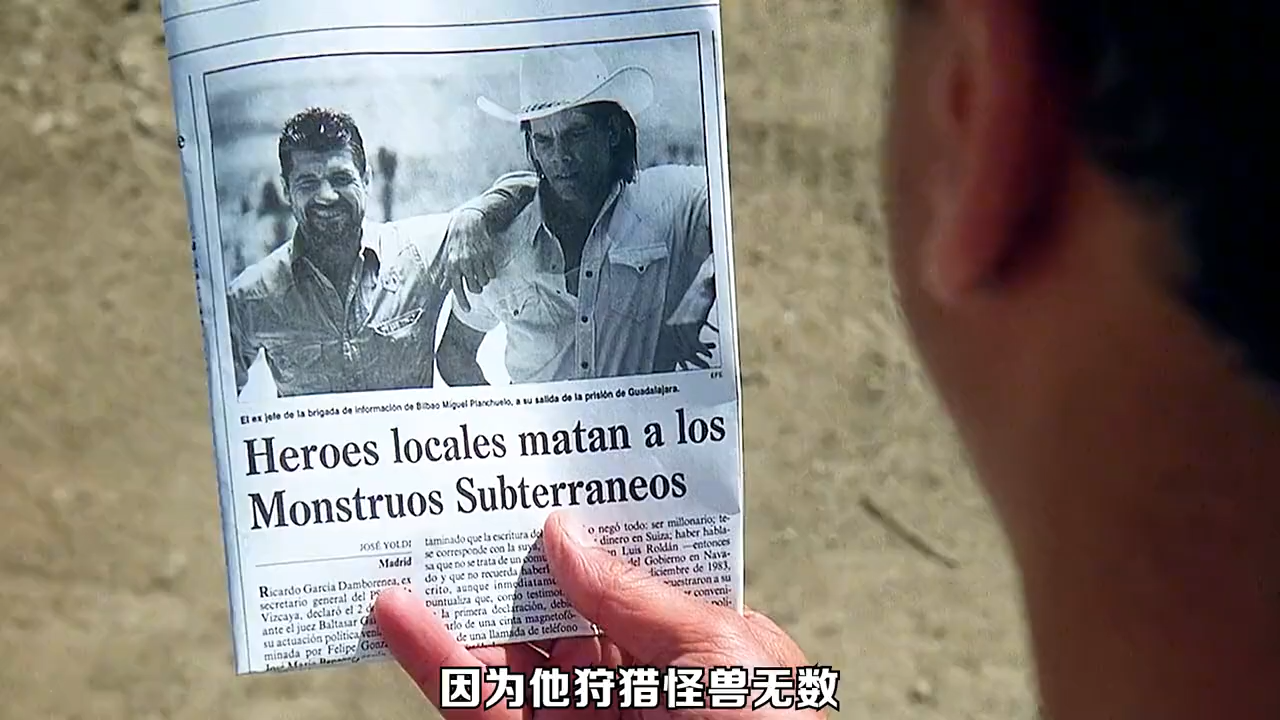 EFE
El ex jefe de la brigada de información de Bilbao Miguel Planchuelo, a su salida de la prisión de Guadalajara.
Heroes locales matan a los
Monstruos Subterraneos
JOSÉ YOLDI
Madrid
Ricardo García Damborenea, ex
secretario general del
Vizcaya, declaró el 2
ante el juez Baltasar
su actuación política
minada por Felipe
José María
taminado que la escritura
se corresponde con la suya,
sa que no se trata de un
do y que no recuerda
crito, aunque
puntualiza que, como
la primera declaración,
de una cinta
de una llamada de teléfono
o negó todo: ser millonario; te-
dinero en Suiza; haber habla-
Luis Roldán —entonces
del Gobierno en Nava-
diciembre de 1983,
a su
因为他狩猎怪兽无数